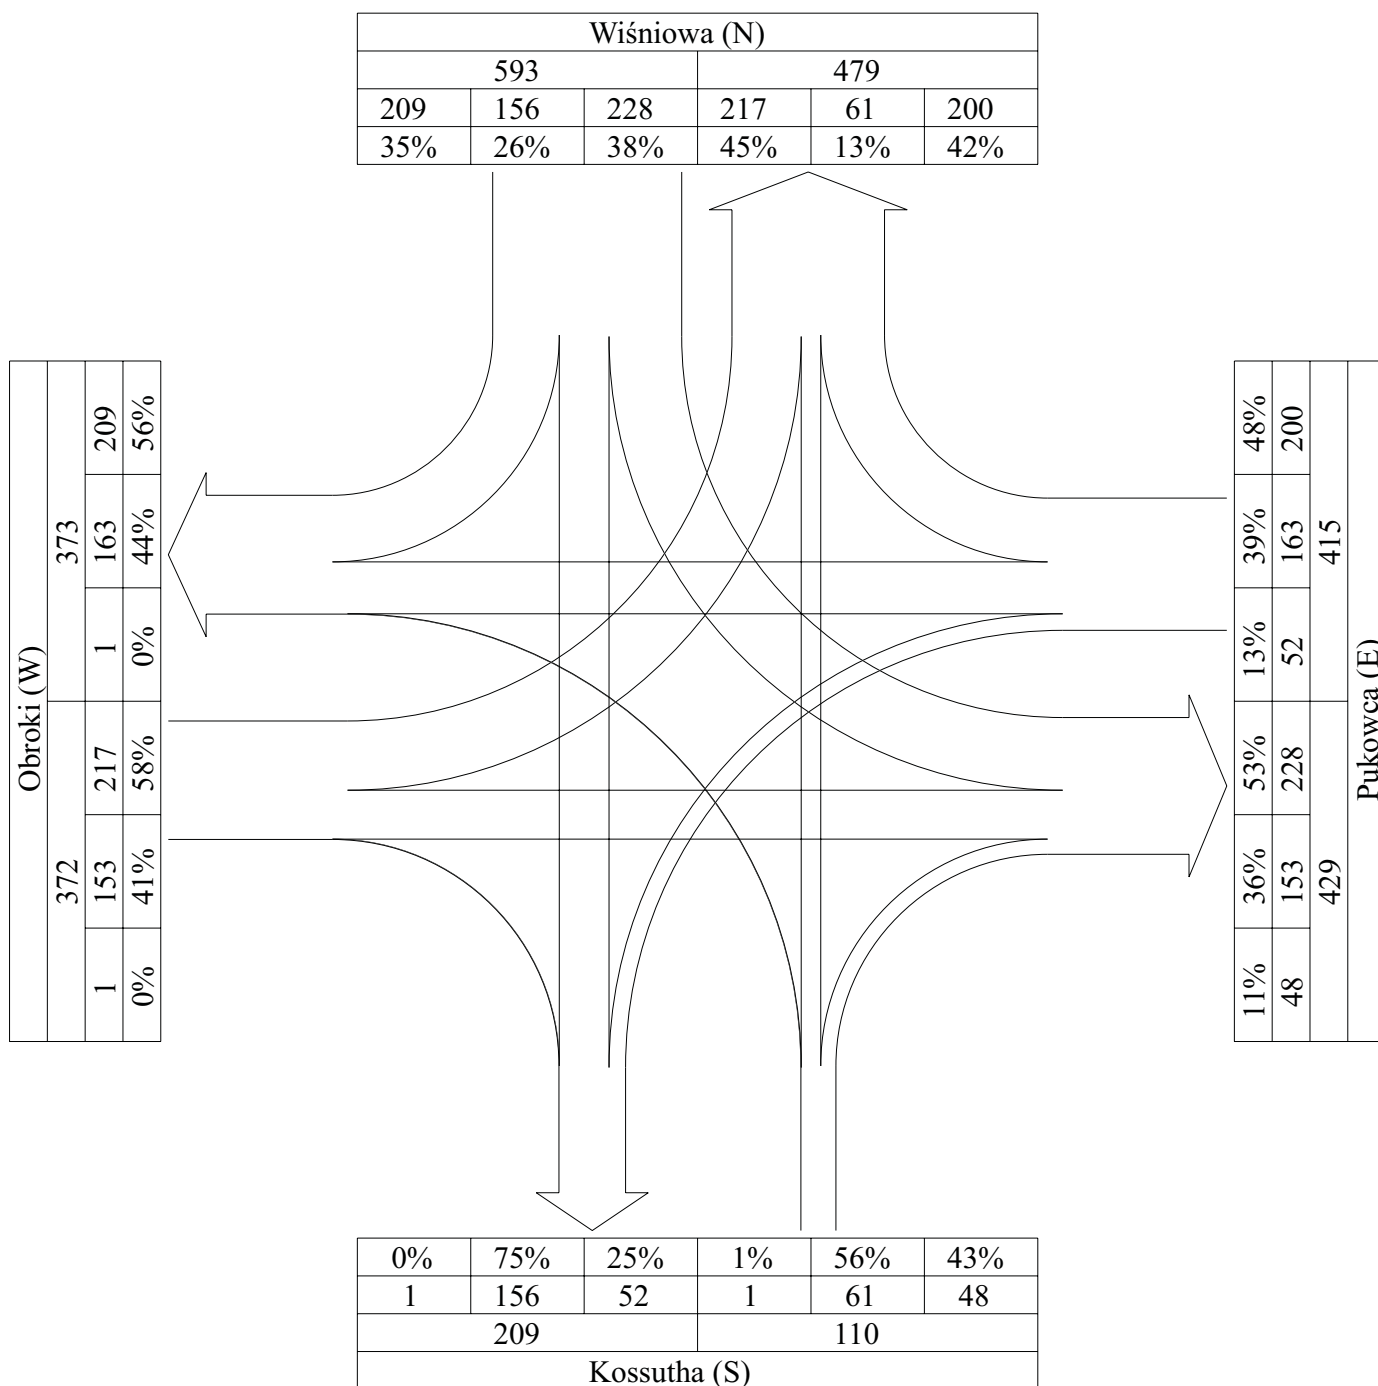 Wiśniowa (N)
593 479
209 156 228 217 61 200
35% 26% 38% 45% 13% 42%
Obroki (W)
373 372
209 163 1 217 153 1
56% 44% 0% 58% 41% 0%
48% 39% 13% 53% 36% 11%
200 163 52 228 153 48
415 429
Pukowca (E)
0% 75% 25% 1% 56% 43%
1 156 52 1 61 48
209 110
Kossutha (S)